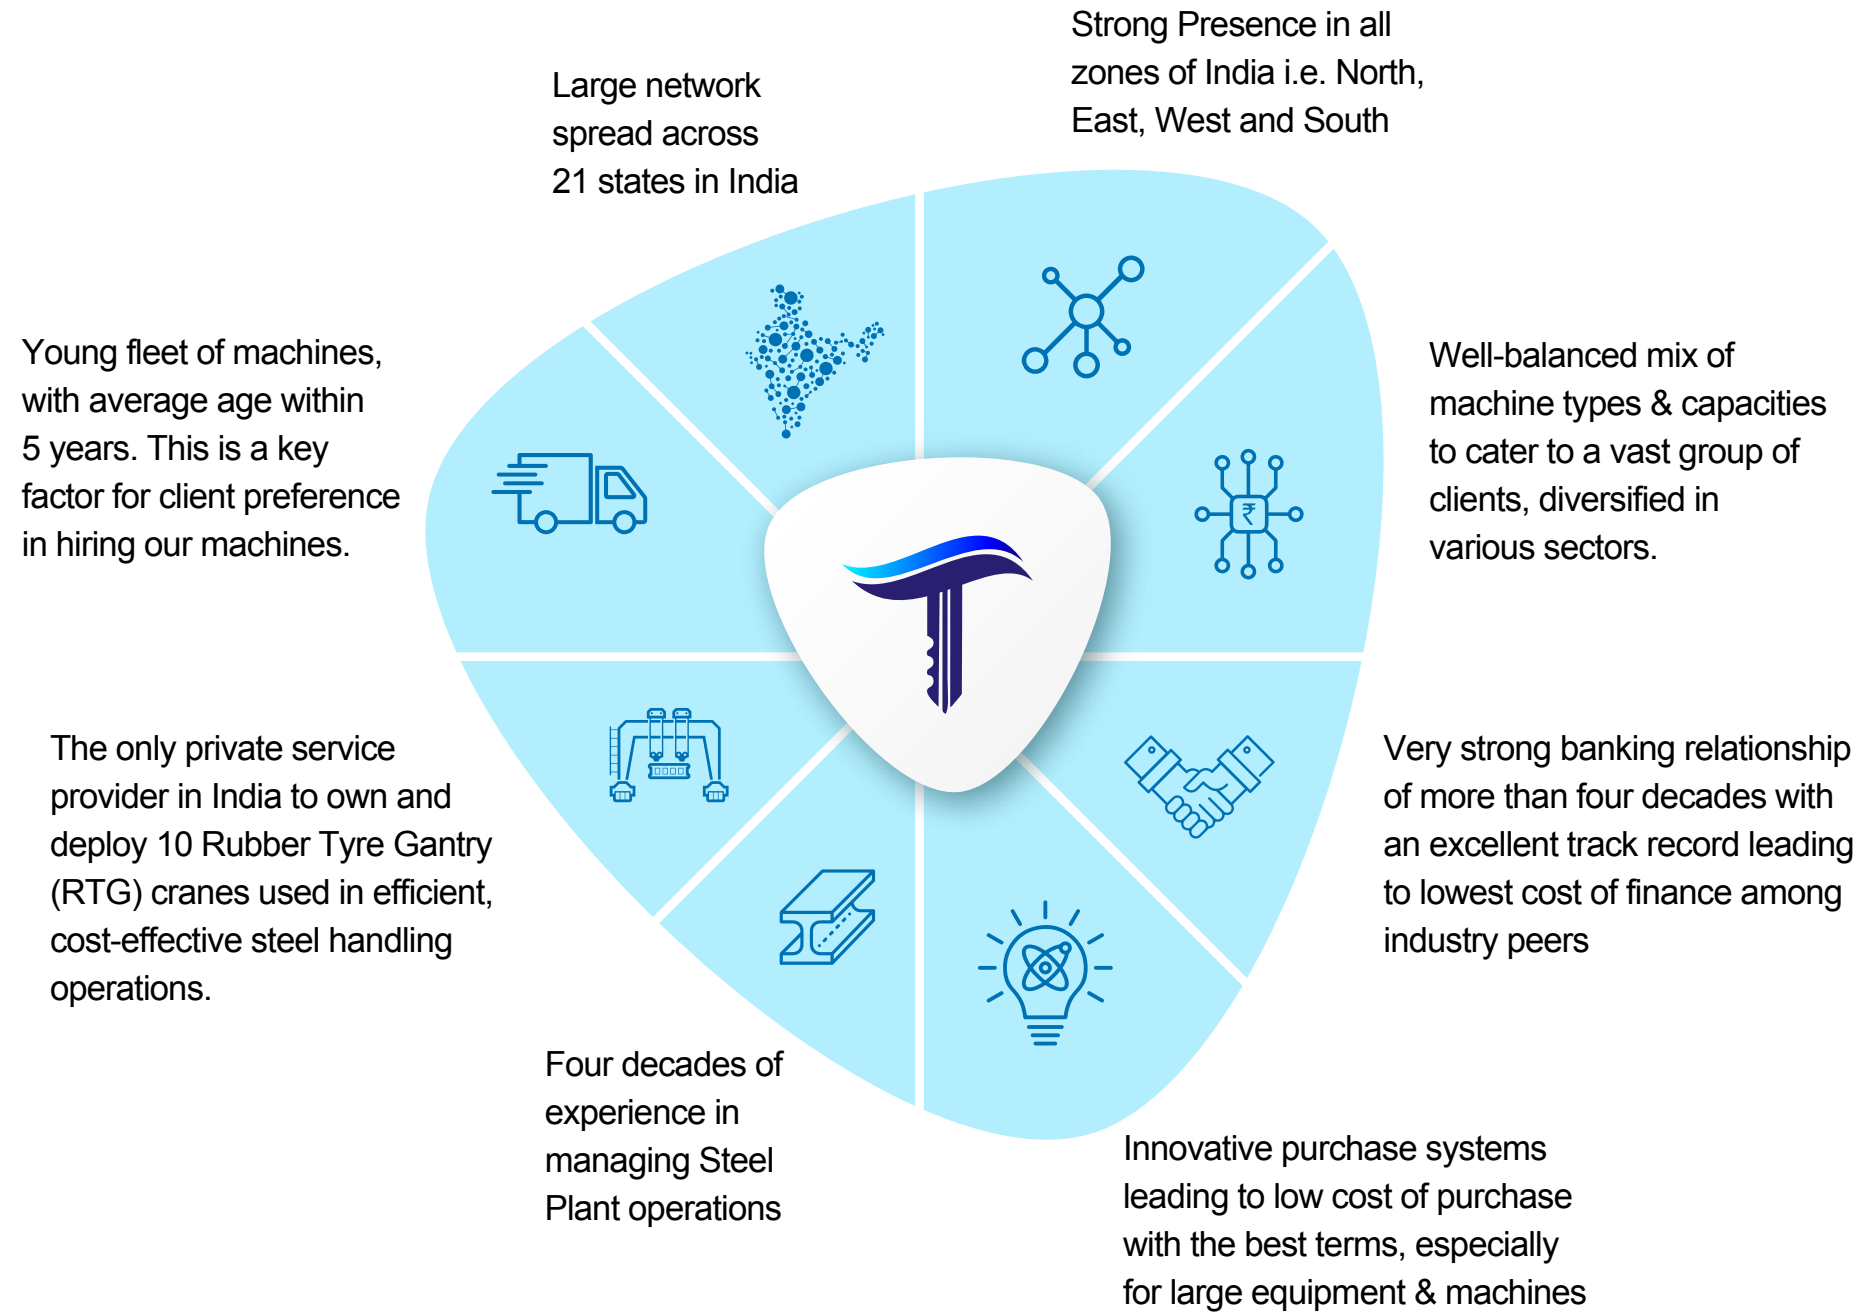 Strong Presence in all
zones of India i.e. North,
East, West and South
Large network
spread across
21 states in India
Young fleet of machines,
with average age within
5 years. This is a key
factor for client preference
in hiring our machines.
Well-balanced mix of
machine types & capacities
to cater to a vast group of
clients, diversified in
various sectors.
₹
The only private service
provider in India to own and
deploy 10 Rubber Tyre Gantry
(RTG) cranes used in efficient,
cost-effective steel handling
operations.
Very strong banking relationship
of more than four decades with
an excellent track record leading
to lowest cost of finance among
industry peers
Four decades of
experience in
managing Steel
Plant operations
Innovative purchase systems
leading to low cost of purchase
with the best terms, especially
for large equipment & machines